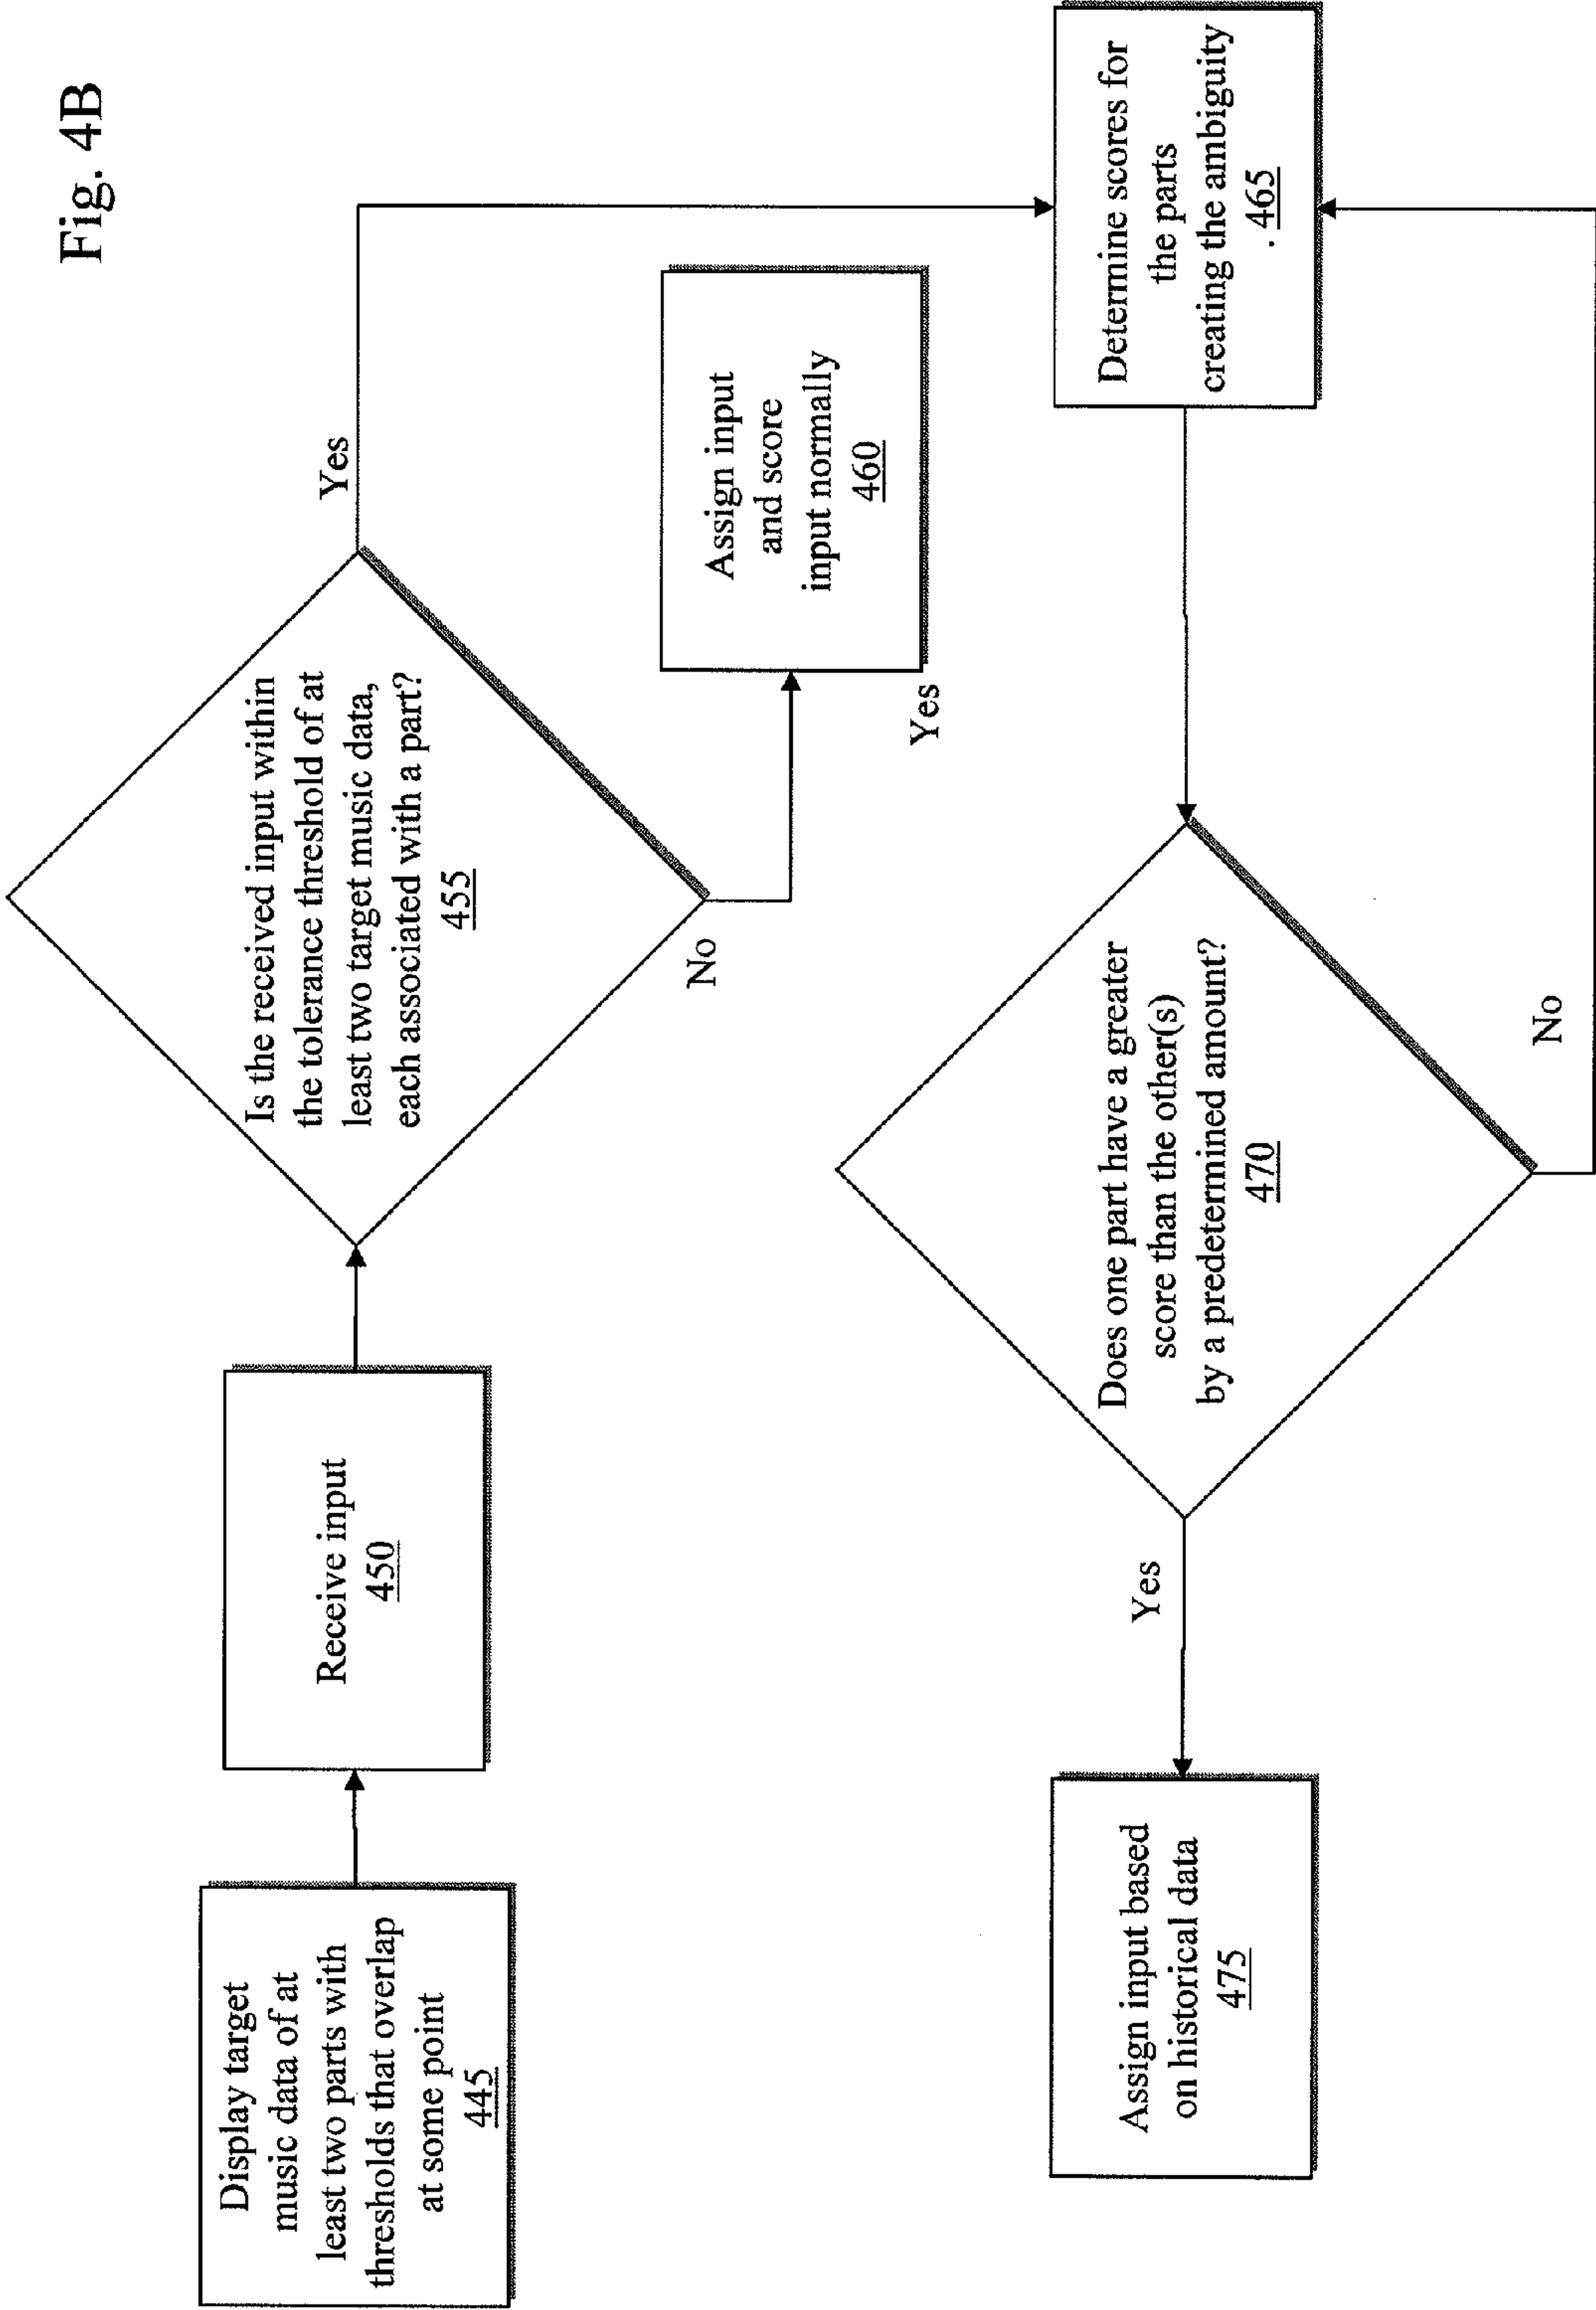 Fig. 4B
Display target
music data of at
least two parts with
thresholds that overlap
at some point
445
Receive input
450
Is the received input within
the tolerance threshold of at
least two target music data,
each associated with a part?
455
Yes
No
Assign input
and score
input normally
460
Yes
Determine scores for
the parts
creating the ambiguity
. 465
Does one part have a greater
score than the other(s)
by a predetermined amount?
470
No
Yes
Assign input based
on historical data
475